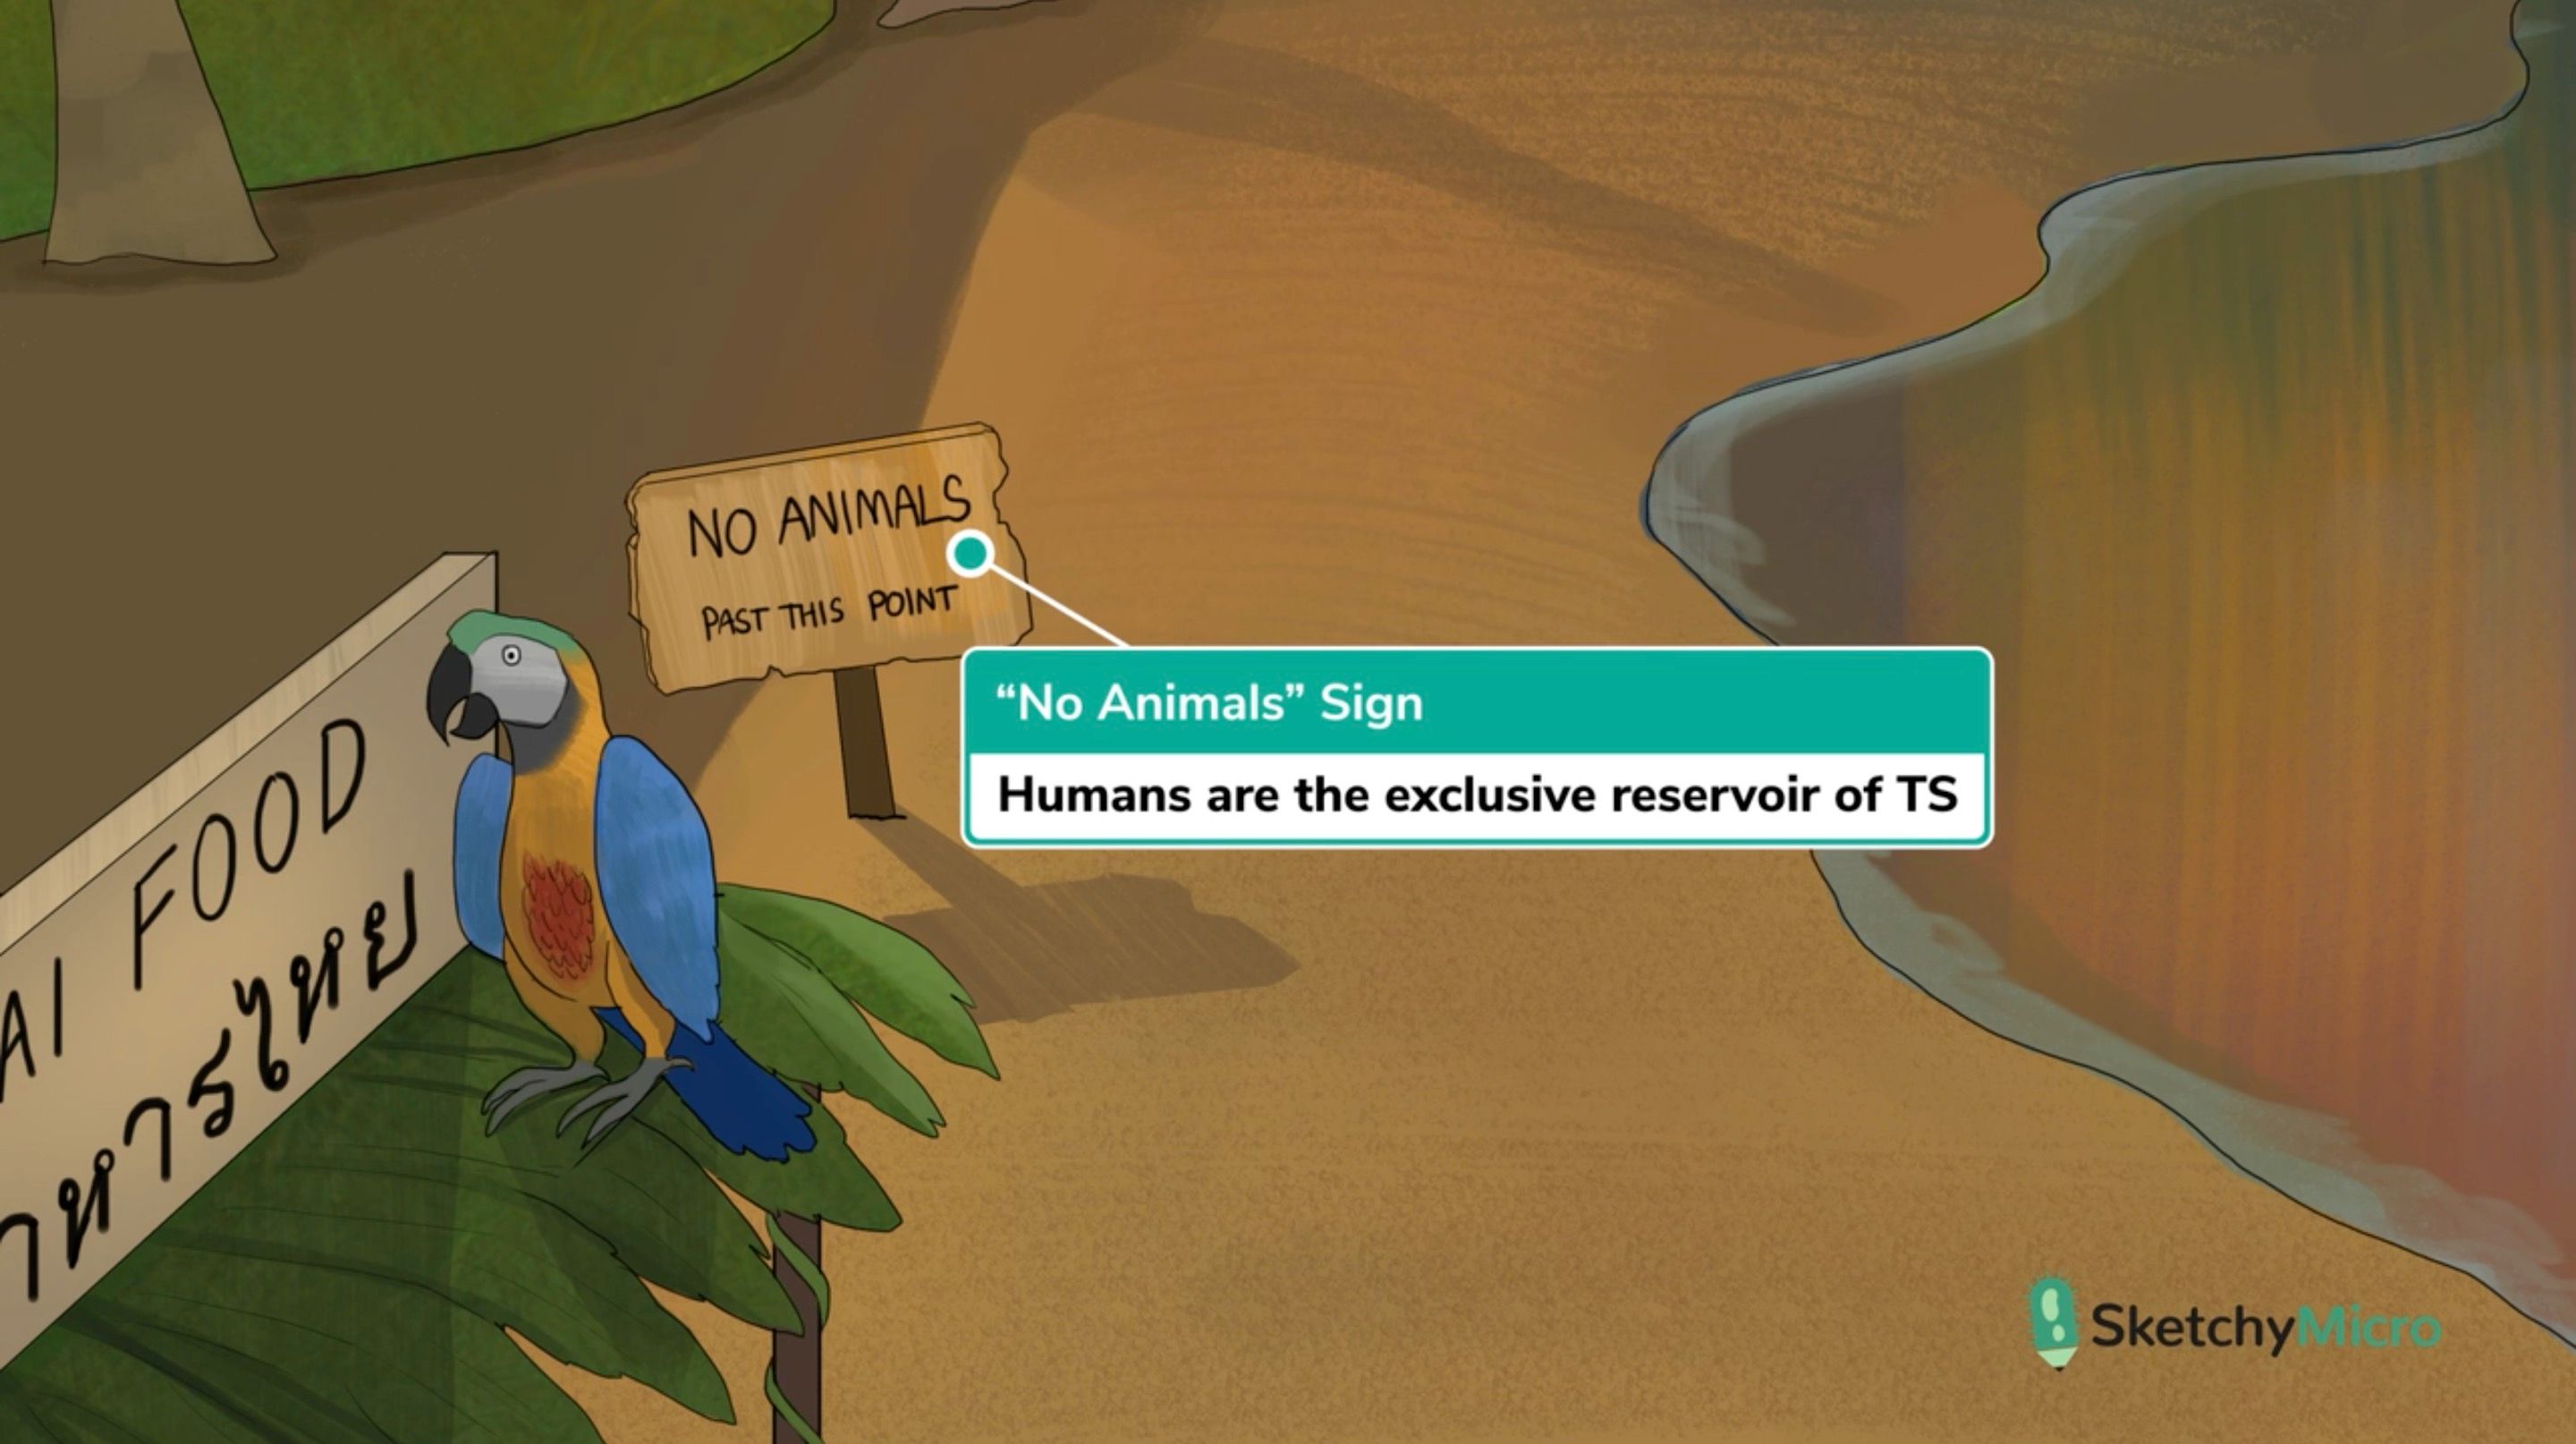 NO ANIMALS
PAST THIS POINT
“No Animals” Sign
Humans are the exclusive reservoir of TS
AI FOOD
าหารไทย
SketchyMicro